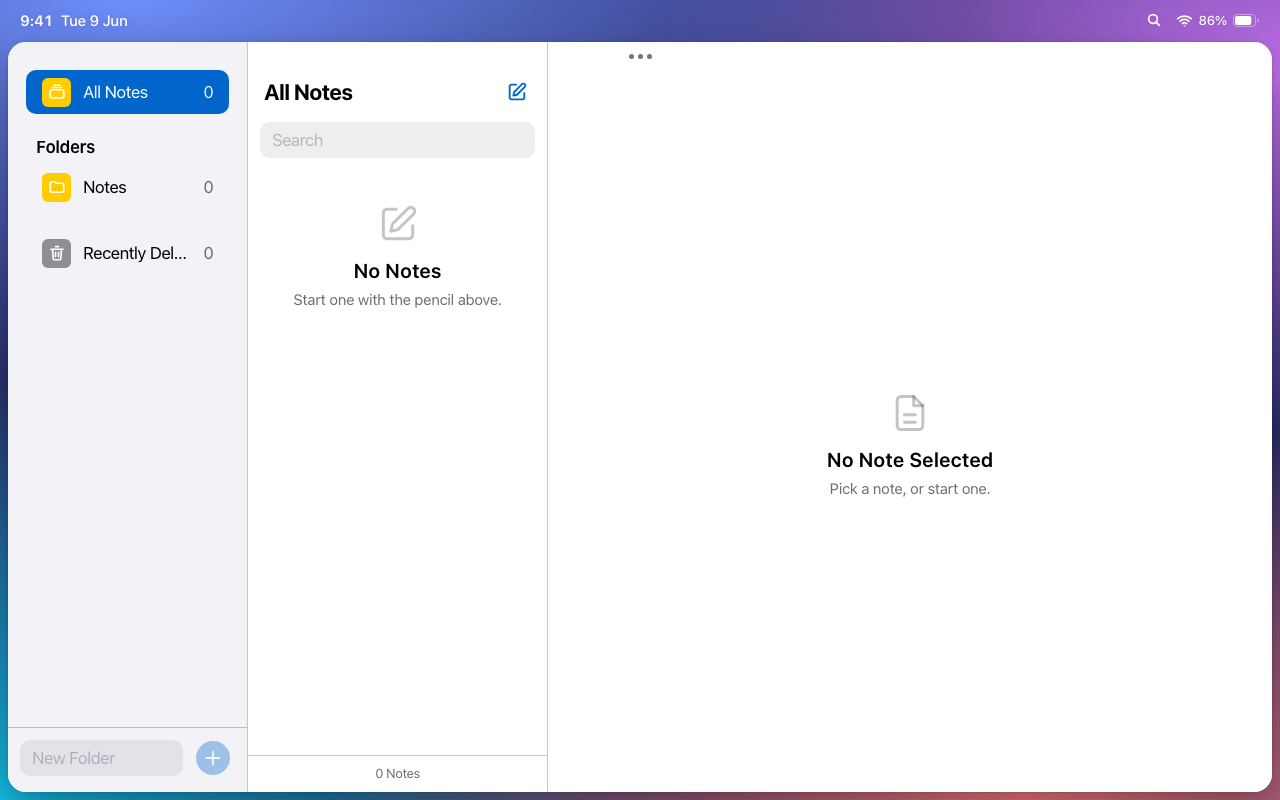 9:41 Tue 9 Jun
86%
All Notes 0
Folders
Notes 0
Recently Del... 0
New Folder
All Notes
Search
No Notes
Start one with the pencil above.
0 Notes
No Note Selected
Pick a note, or start one.